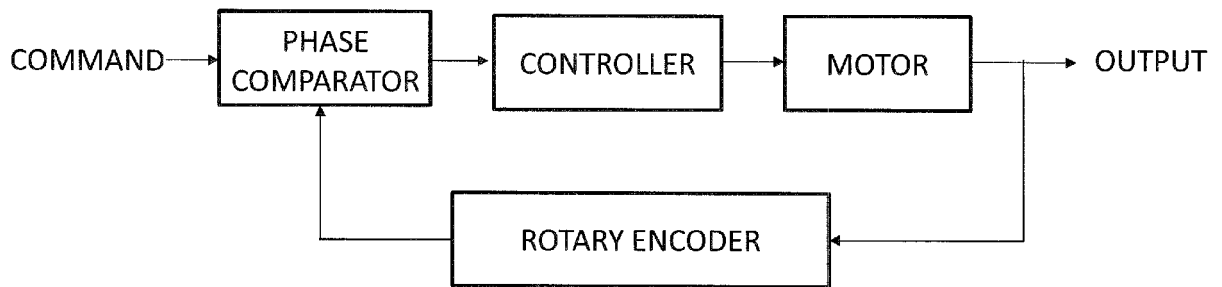 COMMAND
PHASE
COMPARATOR
CONTROLLER
MOTOR
OUTPUT
ROTARY ENCODER